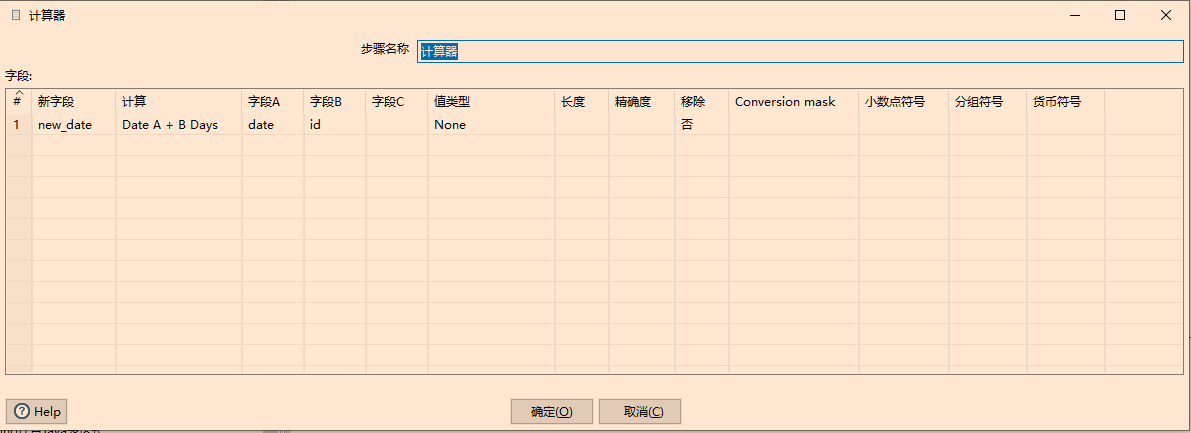 计算器
步骤名称 计算器
字段:
# 新字段 计算 字段A 字段B 字段C 值类型 长度 精确度 移除 Conversion mask 小数点符号 分组符号 货币符号
1 new_date Date A + B Days date id None 否
Help 确定(O) 取消(C)